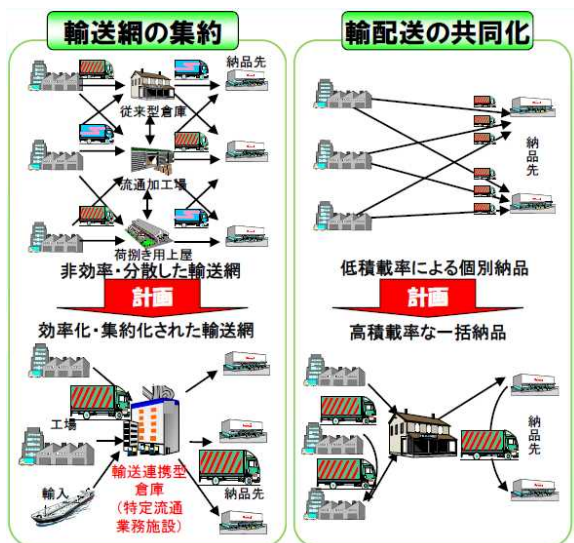 輸送網の集約
納品先
従来型倉庫
流通加工場
荷捌き用上屋
非効率・分散した輸送網
計画
効率化・集約化された輸送網
工場
輸入
輸送連携型
倉庫
(特定流通
業務施設)
納品先
輸配送の共同化
納品先
低積載率による個別納品
計画
高積載率な一括納品
納品先